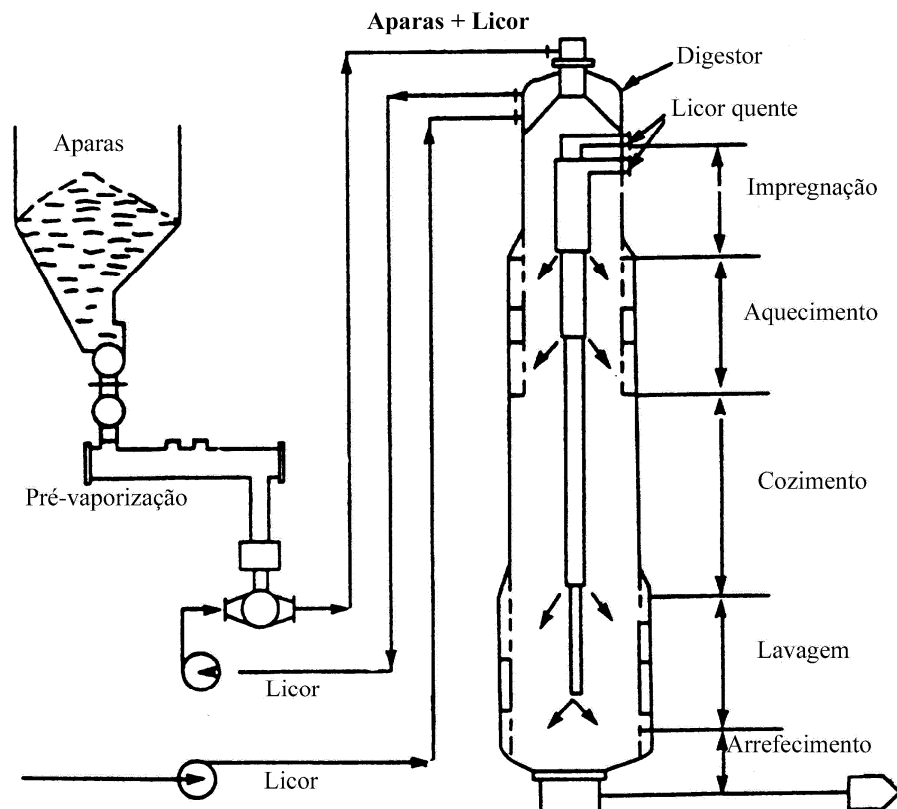 Aparas + Licor
Digestor
Licor quente
Aparas
Impregnação
Aquecimento
Cozimento
Pré-vaporização
Lavagem
Licor
Arrefecimento
Licor